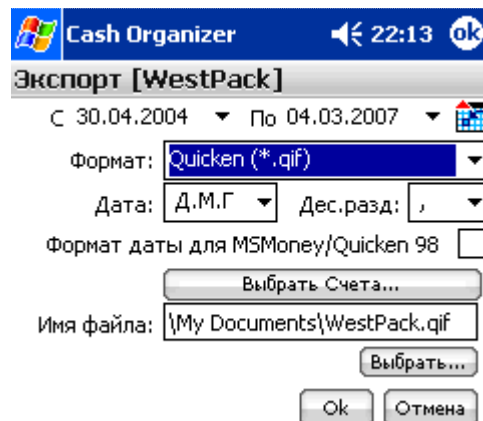 Cash Organizer 22:13 ok
Экспорт [WestPack]
С 30.04.2004 По 04.03.2007
Формат: Quicken (*.qif)
Дата: Д.М.Г Дес.разд: ,
Формат даты для MSMoney/Quicken 98
Выбрать Счета...
Имя файла: \My Documents\WestPack.qif
Выбрать...
Ok Отмена